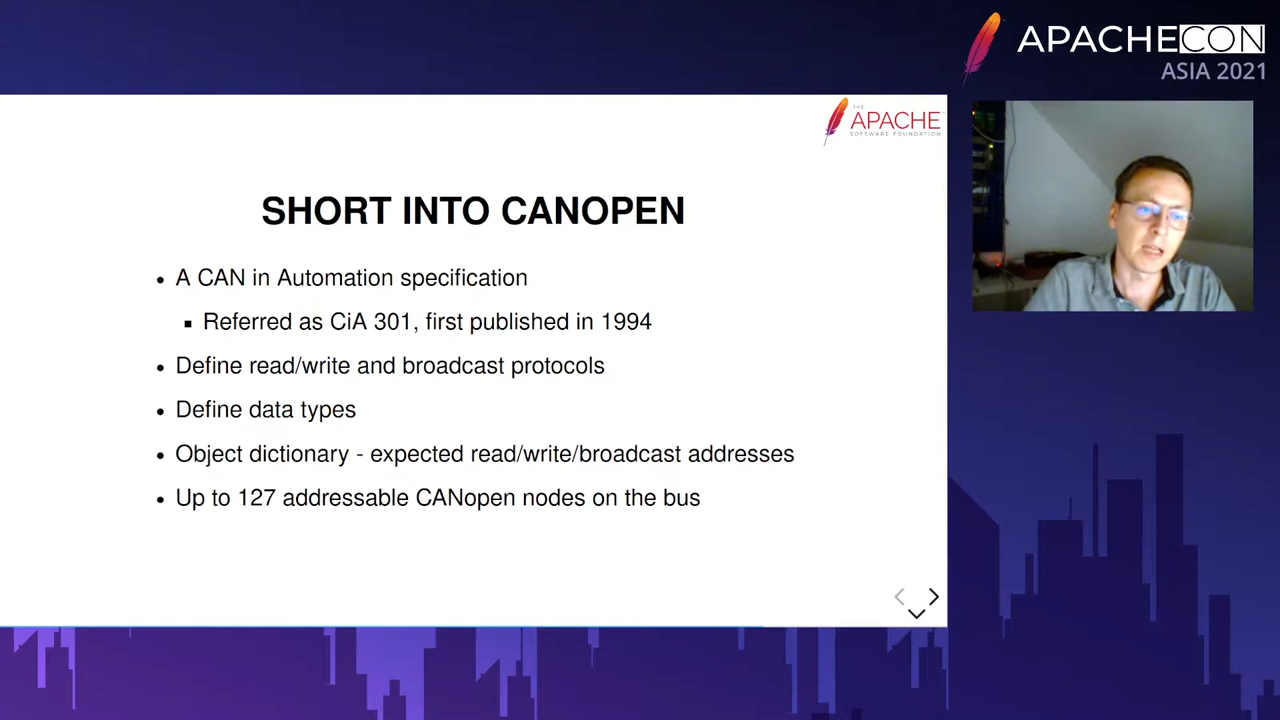 APACHECON
ASIA 2021
THE
APACHE
SOFTWARE FOUNDATION
SHORT INTO CANOPEN
A CAN in Automation specification
Referred as CiA 301, first published in 1994
Define read/write and broadcast protocols
Define data types
Object dictionary - expected read/write/broadcast addresses
Up to 127 addressable CANopen nodes on the bus